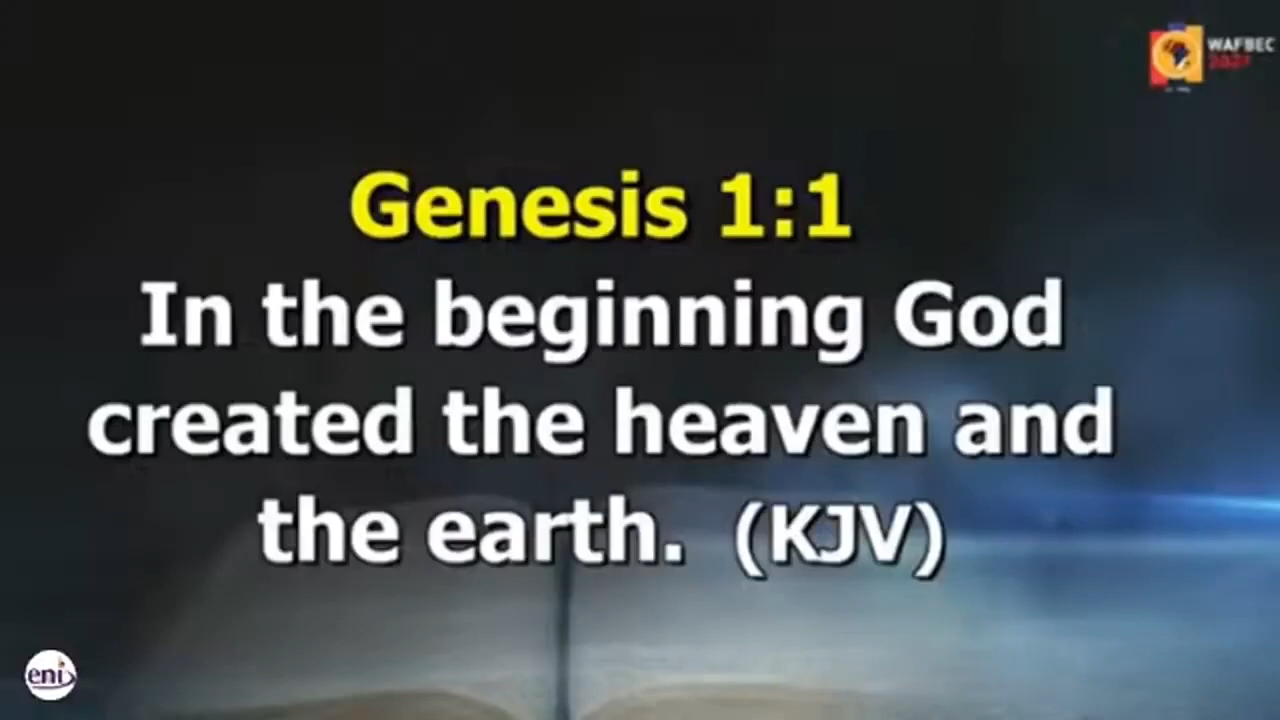 WAFBEC
Genesis 1:1
In the beginning God
created the heaven and
the earth. (KJV)
eni